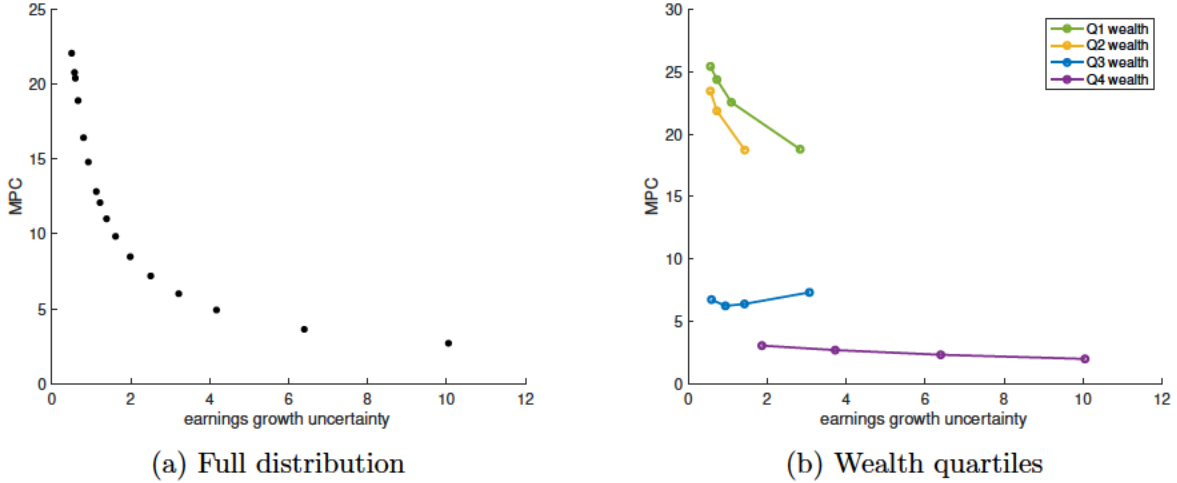 25
20
15
10
5
0
MPC
0 2 4 6 8 10 12
earnings growth uncertainty
(a) Full distribution
30
25
20
15
10
5
0
MPC
Q1 wealth
Q2 wealth
Q3 wealth
Q4 wealth
0 2 4 6 8 10 12
earnings growth uncertainty
(b) Wealth quartiles